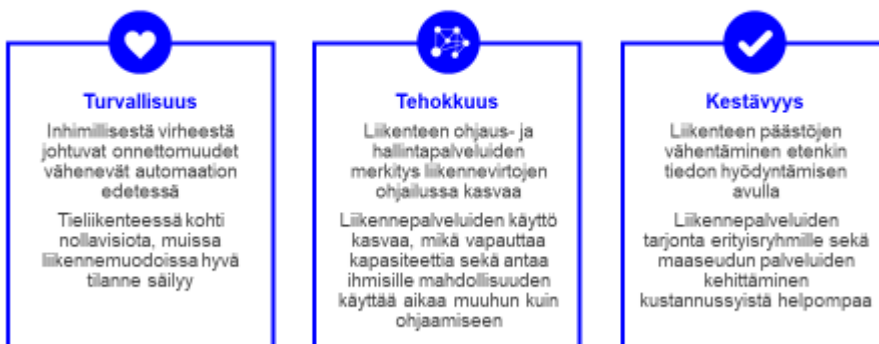 Turvallisuus
Inhimillisestä virheestä
johtuvat onnettomuudet
vähenevät automaation
edetessä
Tieliikenteessä kohti
nollavisiota, muissa
liikennemuodoissa hyvä
tilanne säilyy
Tehokkuus
Liikenteen ohjaus- ja
hallintapalveluiden
merkitys liikennevirtojen
ohjailussa kasvaa
Liikennepalveluiden käyttö
kasvaa, mikä vapauttaa
kapasiteettia sekä antaa
ihmisille mahdollisuuden
käyttää aikaa muuhun kuin
ohjaamiseen
Kestävyys
Liikenteen päästöjen
vähentäminen etenkin
tiedon hyödyntämisen
avulla
Liikennepalveluiden
tarjonta erityisryhmille sekä
maaseudun palveluiden
kehittäminen
kustannussyistä helpompaa